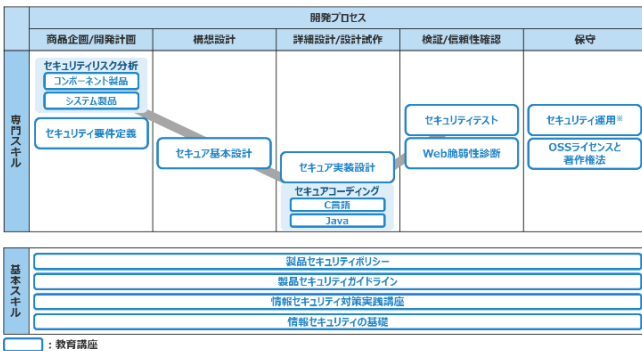 開発プロセス
商品企画/開発計画
構想設計
詳細設計/設計試作
検証/信頼性確認
保守
専門スキル
セキュリティリスク分析
コンポーネント製品
システム製品
セキュリティ要件定義
セキュア基本設計
セキュア実装設計
セキュアコーディング
C言語
Java
セキュリティテスト
Web脆弱性診断
セキュリティ運用※
OSSライセンスと
著作権法
基本スキル
製品セキュリティポリシー
製品セキュリティガイドライン
情報セキュリティ対策実践講座
情報セキュリティの基礎
：教育講座